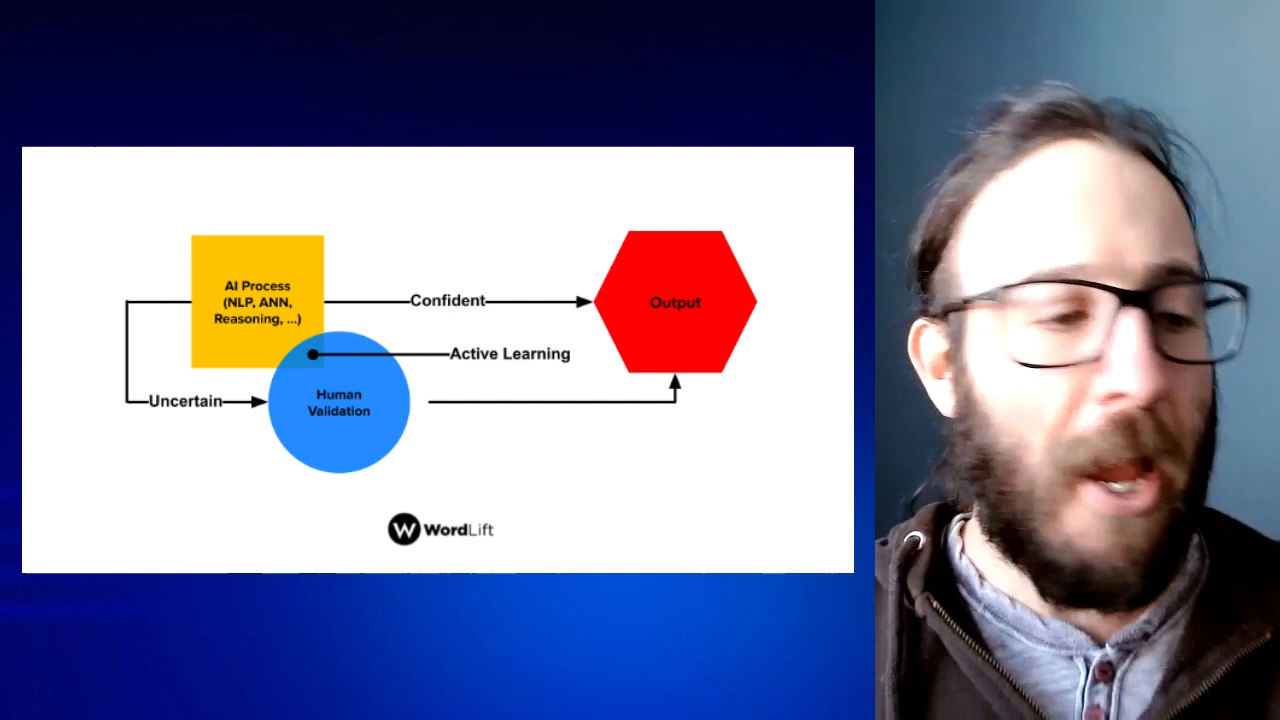 AI Process
(NLP, ANN,
Reasoning, ...)
Confident
Output
Active Learning
Human
Validation
Uncertain
W WordLift